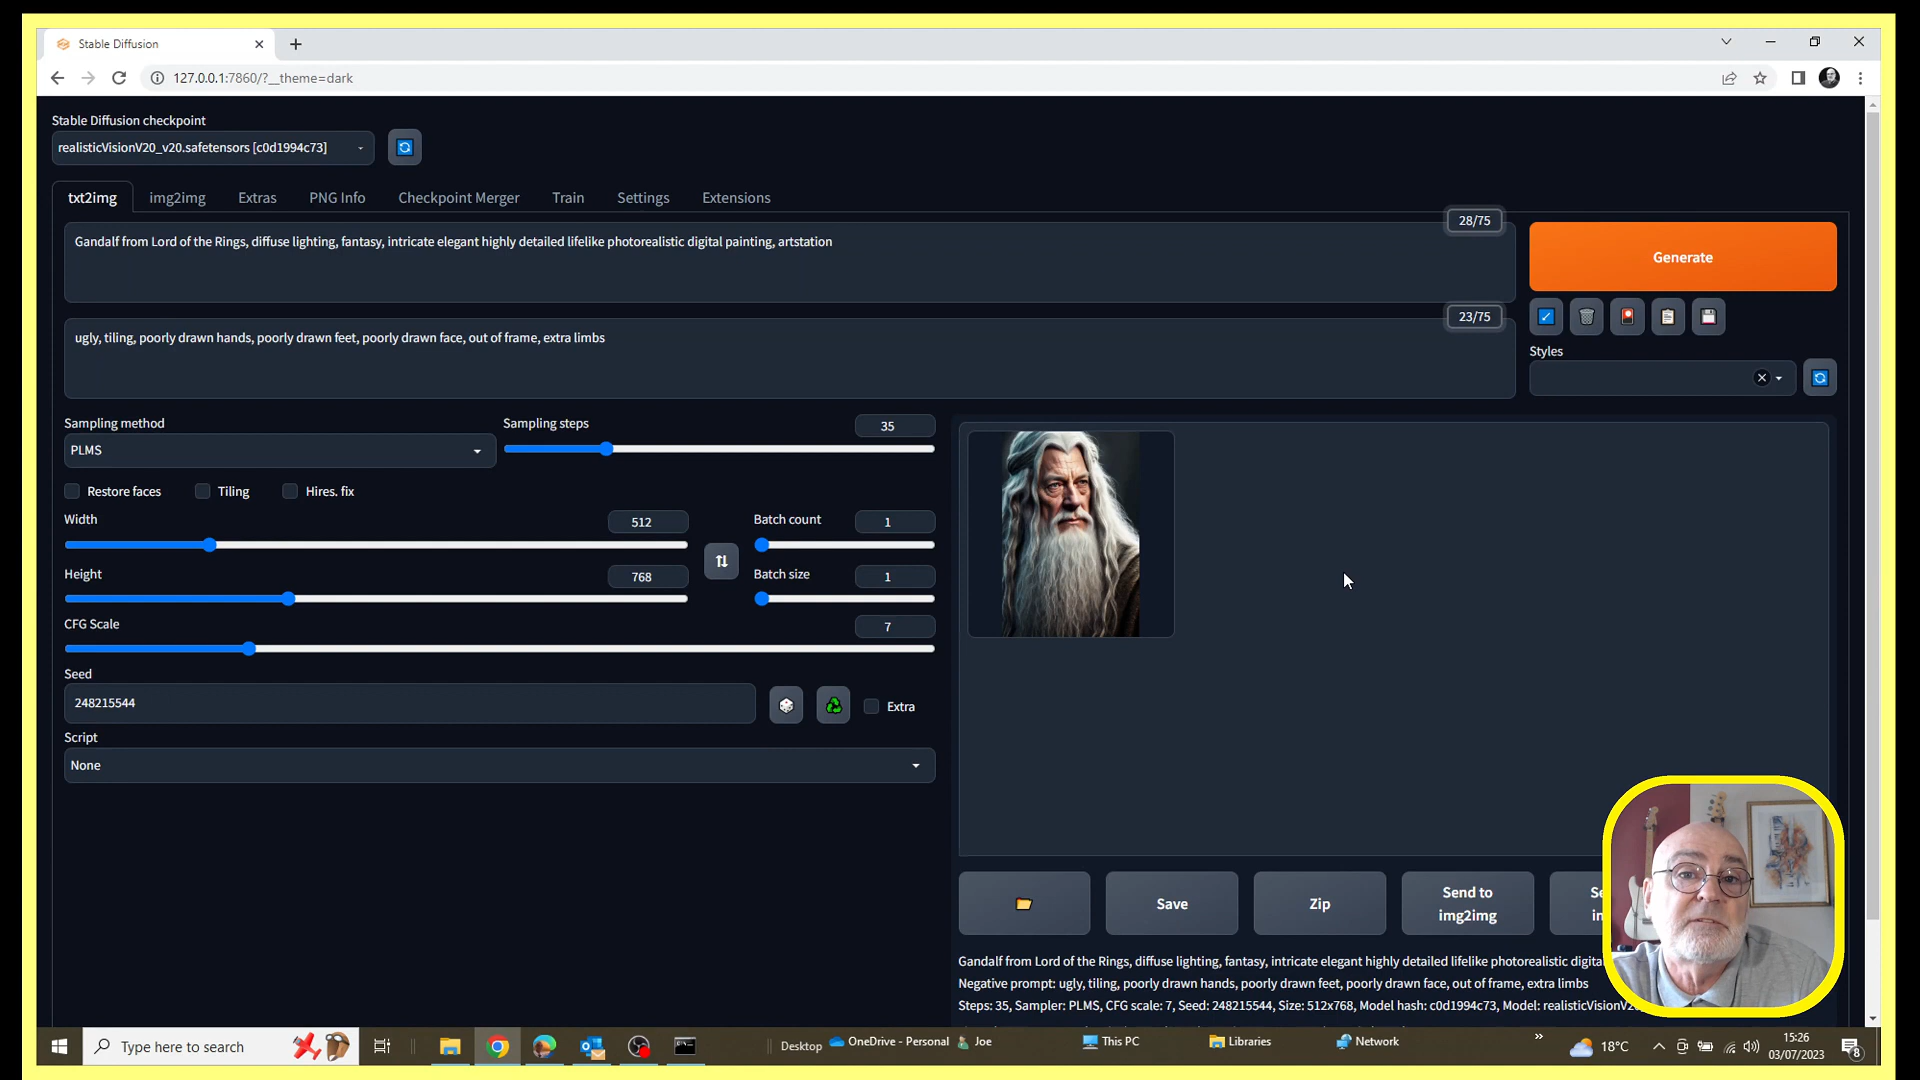 Stable Diffusion
127.0.0.1:7860/?__theme=dark
Stable Diffusion checkpoint
realisticVisionV20_v20.safetensors [c0d1994c73]
txt2img img2img Extras PNG Info Checkpoint Merger Train Settings Extensions
28/75
Gandalf from Lord of the Rings, diffuse lighting, fantasy, intricate elegant highly detailed lifelike photorealistic digital painting, artstation
Generate
23/75
ugly, tiling, poorly drawn hands, poorly drawn feet, poorly drawn face, out of frame, extra limbs
Styles
Sampling method
PLMS
Sampling steps
35
Restore faces Tiling Hires. fix
Width
512
Batch count
1
Height
768
Batch size
1
CFG Scale
7
Seed
248215544
Extra
Script
None
Save
Zip
Send to
img2img
Gandalf from Lord of the Rings, diffuse lighting, fantasy, intricate elegant highly detailed lifelike photorealistic digita
Negative prompt: ugly, tiling, poorly drawn hands, poorly drawn feet, poorly drawn face, out of frame, extra limbs
Steps: 35, Sampler: PLMS, CFG scale: 7, Seed: 248215544, Size: 512x768, Model hash: c0d1994c73, Model: realisticVisionV2
Type here to search
Desktop
OneDrive - Personal
Joe
This PC
Libraries
Network
18°C
15:26
03/07/2023
8